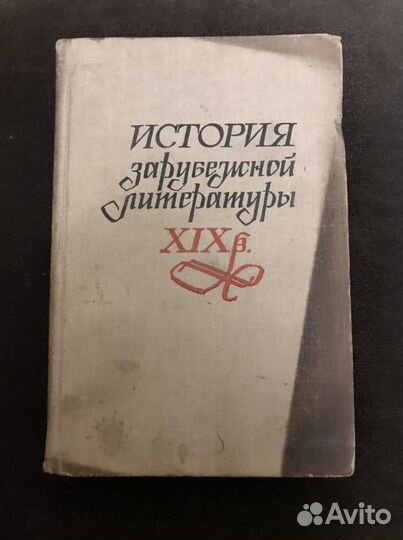 ИСТОРИЯ
зарубежной
литературы
XIX в.
Avito